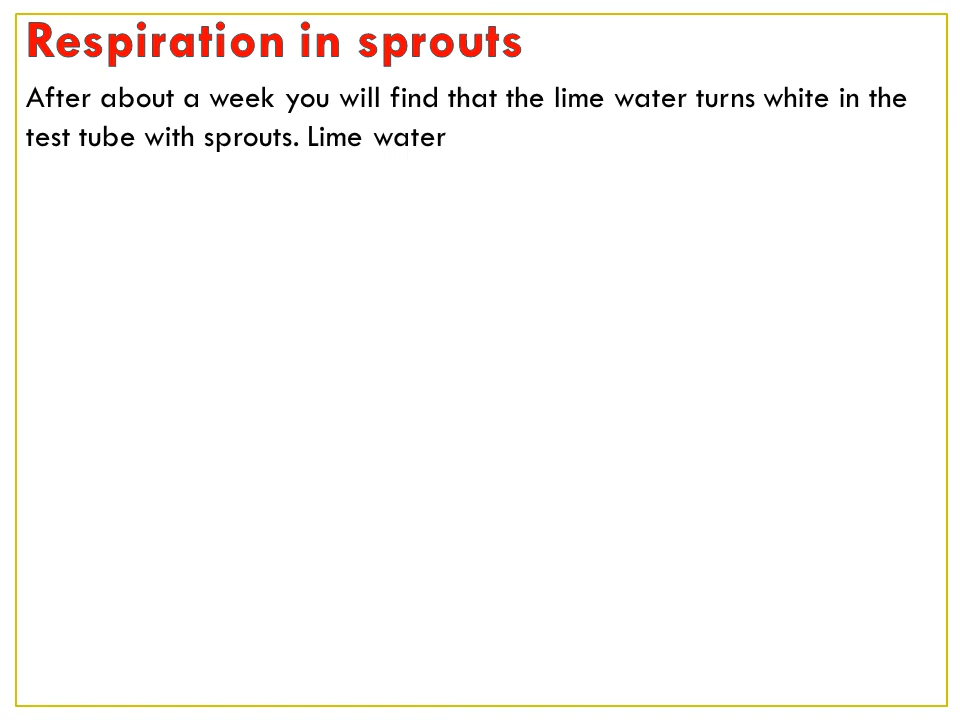 Respiration in sprouts
After about a week you will find that the lime water turns white in the
test tube with sprouts. Lime water